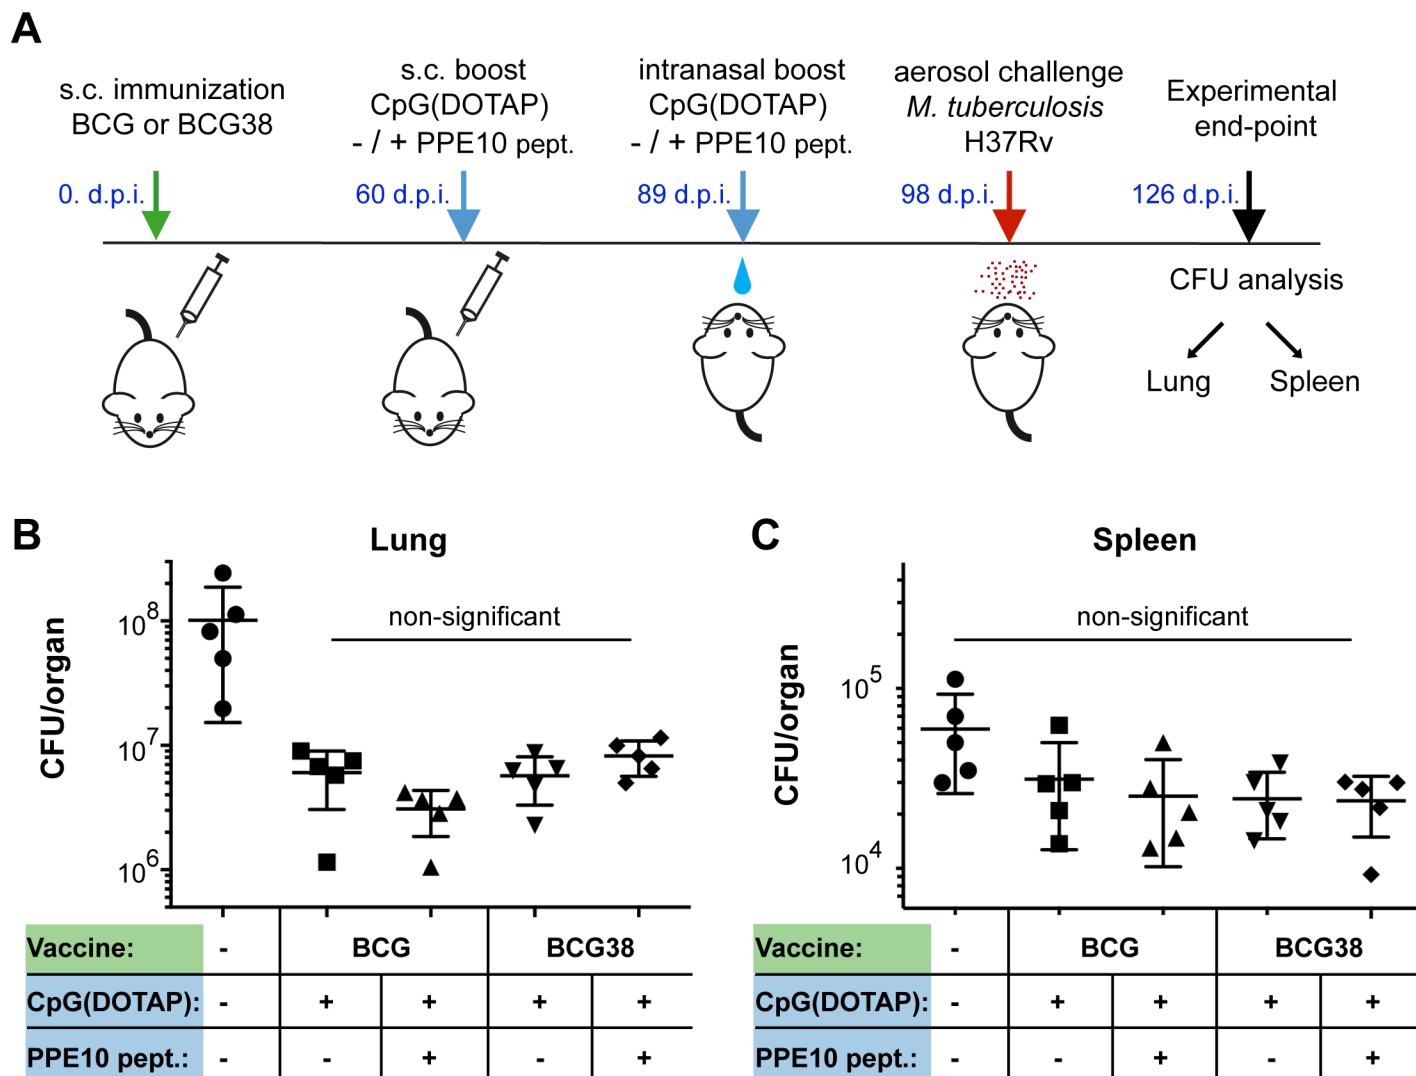 A
s.c. immunization
BCG or BCG38
s.c. boost
CpG(DOTAP)
- / + PPE10 pept.
intranasal boost
CpG(DOTAP)
- / + PPE10 pept.
aerosol challenge
M. tuberculosis
H37Rv
Experimental
end-point
0. d.p.i.
60 d.p.i.
89 d.p.i.
98 d.p.i.
126 d.p.i.
CFU analysis
Lung
Spleen
B
Lung
non-significant
CFU/organ
10^8
10^7
10^6
Vaccine: - BCG BCG38
CpG(DOTAP): - + + + +
PPE10 pept.: - - + - +
C
Spleen
non-significant
CFU/organ
10^5
10^4
Vaccine: - BCG BCG38
CpG(DOTAP): - + + + +
PPE10 pept.: - - + - +